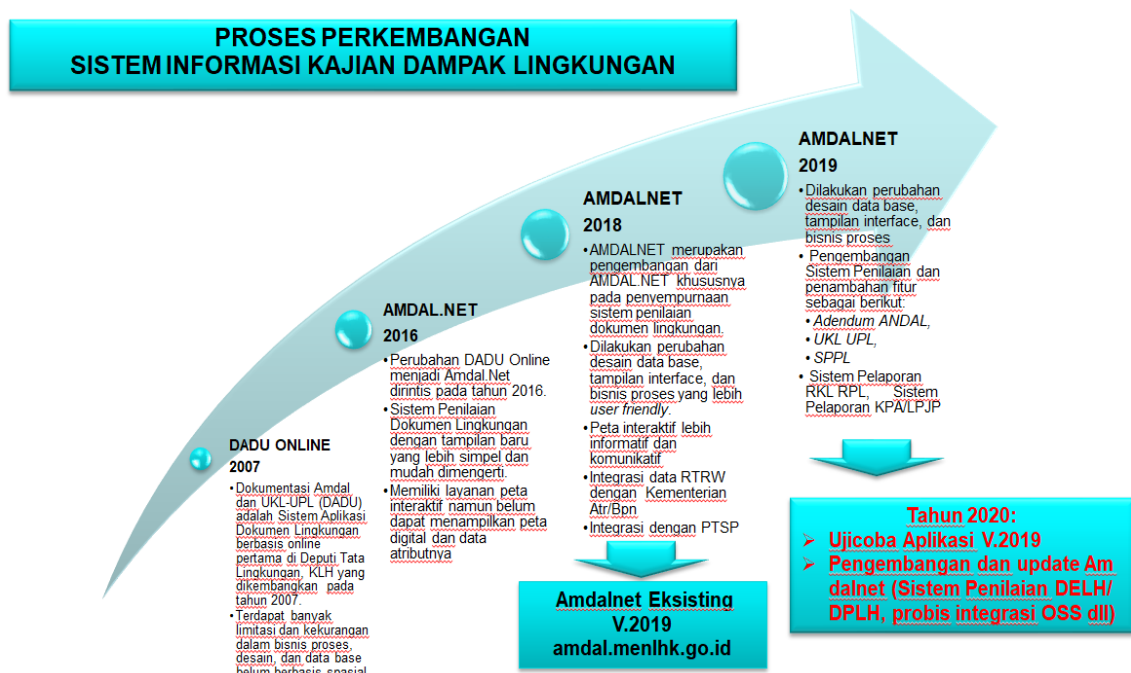 PROSES PERKEMBANGAN
SISTEM INFORMASI KAJIAN DAMPAK LINGKUNGAN
DADU ONLINE
2007
•Dokumentasi Amdal
dan UKL-UPL (DADU)
adalah Sistem Aplikasi
Dokumen Lingkungan
berbasis online
pertama di Deputi Tata
Lingkungan, KLH yang
dikembangkan pada
tahun 2007.
•Terdapat banyak
limitasi dan kekurangan
dalam bisnis proses,
desain, dan data base
belum berbasis spasial
AMDAL.NET
2016
•Perubahan DADU Online
menjadi Amdal.Net
dirintis pada tahun 2016.
•Sistem Penilaian
Dokumen Lingkungan
dengan tampilan baru
yang lebih simpel dan
mudah dimengerti.
•Memiliki layanan peta
interaktif namun belum
dapat menampilkan peta
digital dan data
atributnya
AMDALNET
2018
•AMDALNET merupakan
pengembangan dari
AMDAL.NET khususnya
pada penyempurnaan
sistem penilaian
dokumen lingkungan.
•Dilakukan perubahan
desain data base,
tampilan interface, dan
bisnis proses yang lebih
user friendly.
•Peta interaktif lebih
informatif dan
komunikatif
•Integrasi data RTRW
dengan Kementerian
Atr/Bpn
•Integrasi dengan PTSP
Amdalnet Eksisting
V.2019
amdal.menlhk.go.id
AMDALNET
2019
•Dilakukan perubahan
desain data base,
tampilan interface, dan
bisnis proses
• Pengembangan
Sistem Penilaian dan
penambahan fitur
sebagai berikut:
• Adendum ANDAL,
• UKL UPL,
• SPPL
• Sistem Pelaporan
RKL RPL, Sistem
Pelaporan KPA/LPJP
Tahun 2020:
➢ Ujicoba Aplikasi V.2019
➢ Pengembangan dan update Am
dalnet (Sistem Penilaian DELH/
DPLH, probis integrasi OSS dll)